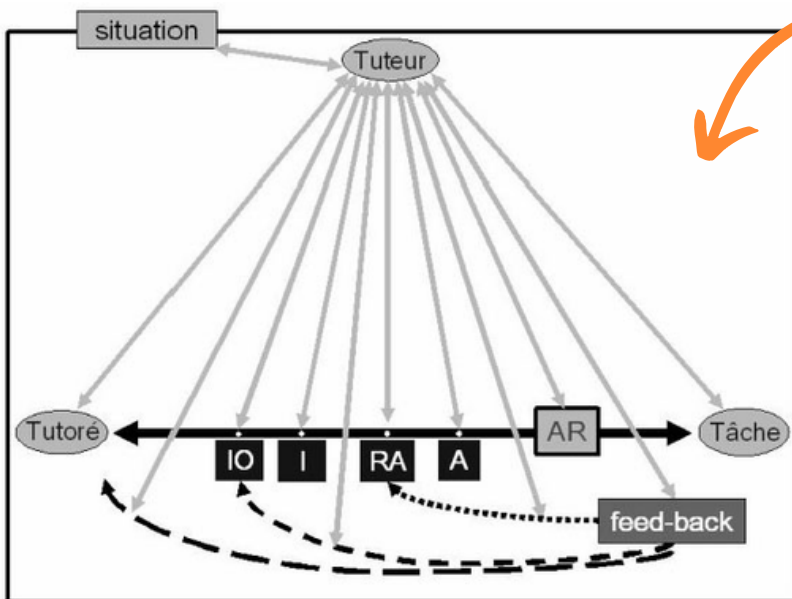 situation
Tuteur
Tutoré
IO
I
RA
A
AR
Tâche
feed-back